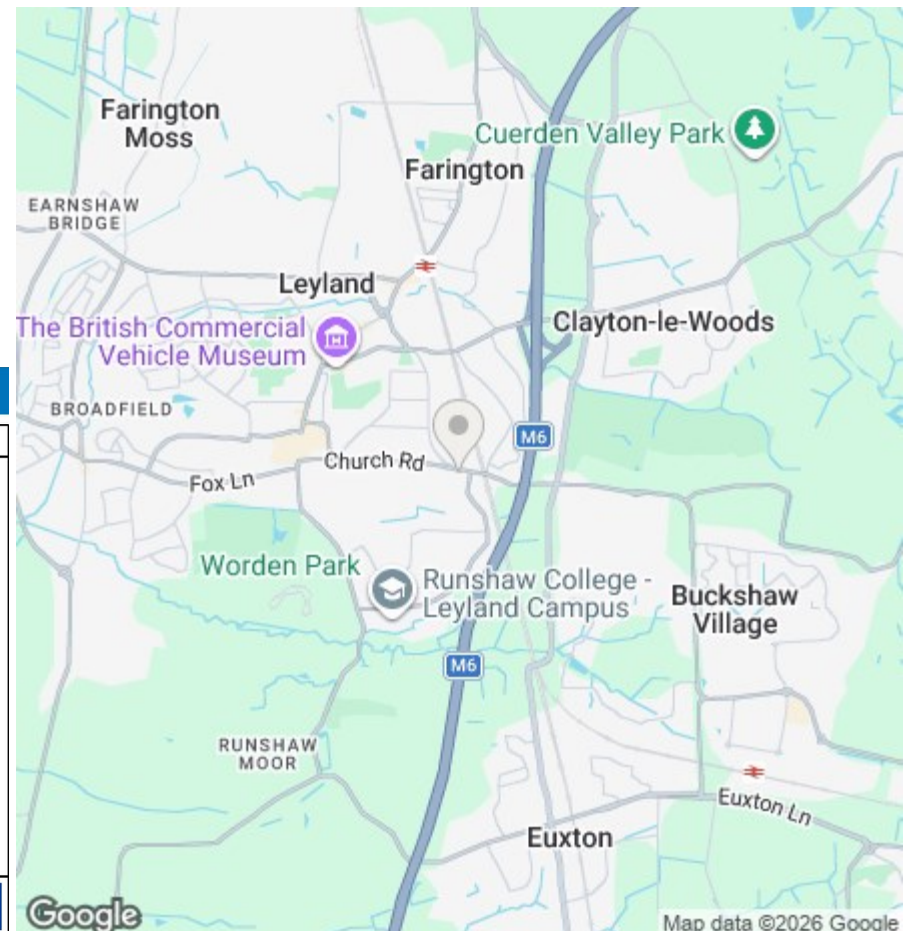 Farington
Moss
Cuerden Valley Park
Farington
EARNSHAW
BRIDGE
Leyland
The British Commercial
Vehicle Museum
Clayton-le-Woods
BROADFIELD
M6
Church Rd
Fox Ln
Worden Park
Runshaw College -
Leyland Campus
Buckshaw
Village
M6
RUNSHAW
MOOR
Euxton Ln
Euxton
Google
Map data ©2026 Google